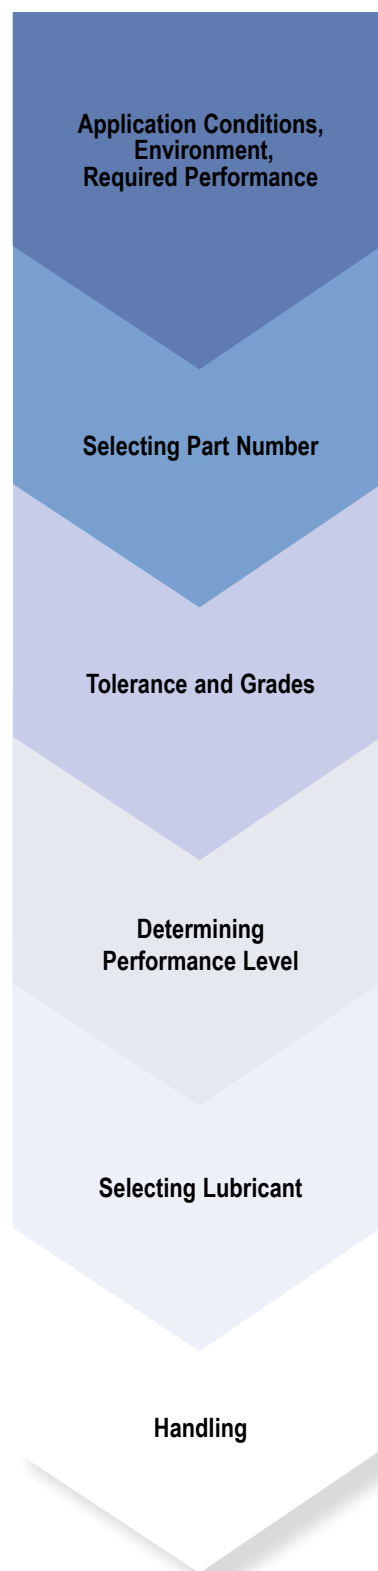 Application Conditions,
Environment,
Required Performance
Selecting Part Number
Tolerance and Grades
Determining
Performance Level
Selecting Lubricant
Handling